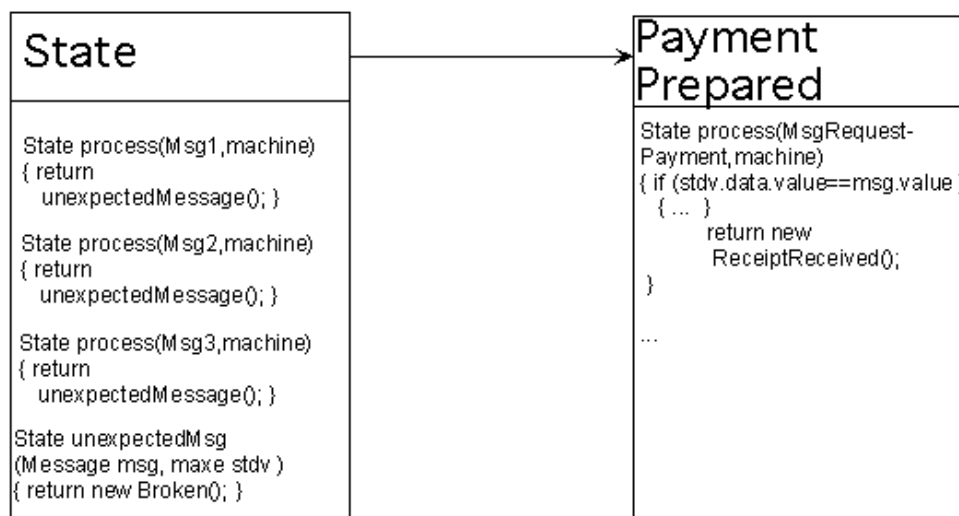 State
State process(Msg1,machine)
{ return
unexpectedMessage(); }
State process(Msg2,machine)
{ return
unexpectedMessage(); }
State process(Msg3,machine)
{ return
unexpectedMessage(); }
State unexpectedMsg
(Message msg, maxe stdv )
{ return new Broken(); }
Payment
Prepared
State process(MsgRequest-
Payment,machine)
{ if (stdv.data.value==msg.value )
{ ... }
return new
ReceiptReceived();
}
...